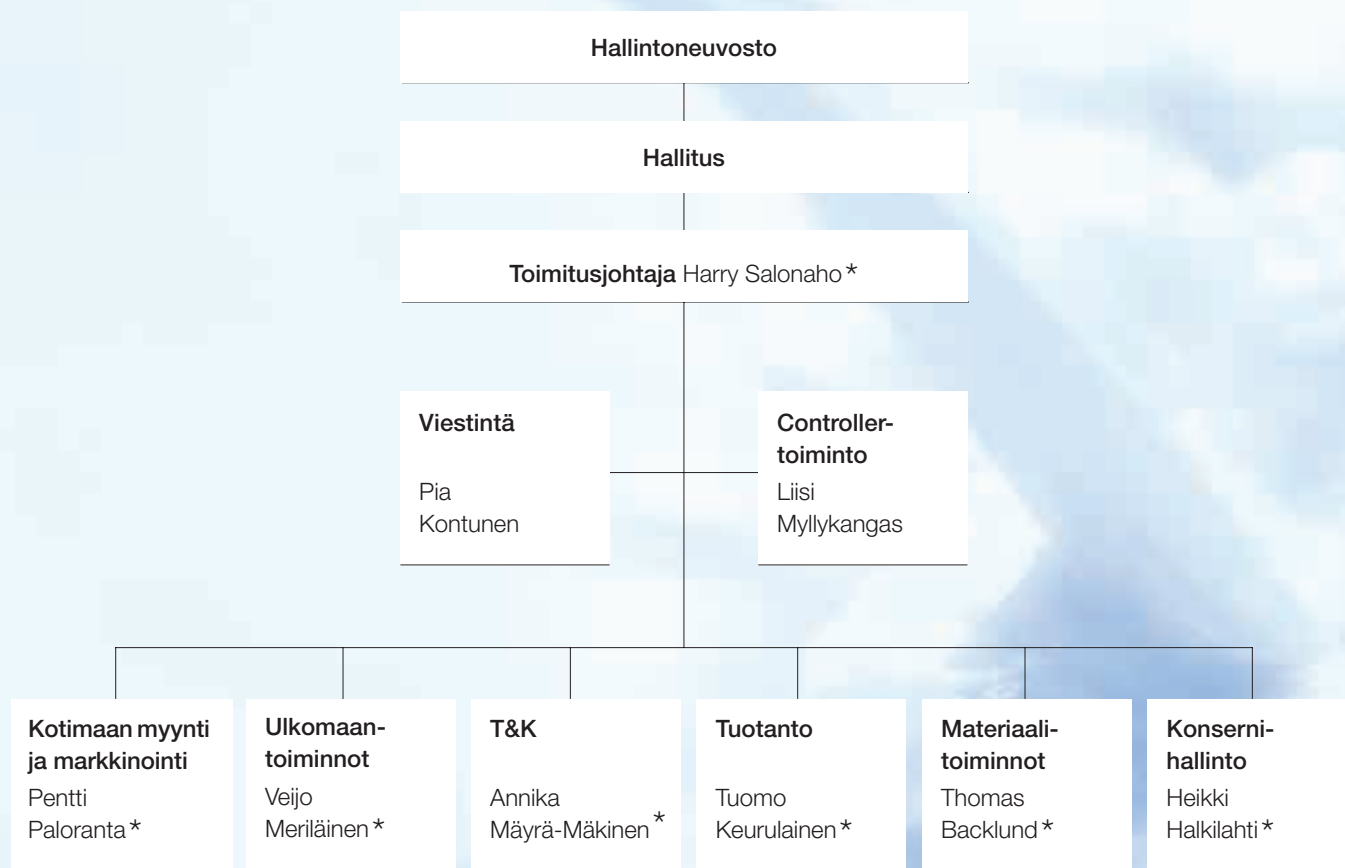 Hallintoneuvosto
Hallitus
Toimitusjohtaja Harry Salonaho*
Viestintä
Pia
Kontunen
Controller-
toiminto
Liisi
Myllykangas
Kotimaan myynti
ja markkinointi
Pentti
Paloranta*
Ulkomaan-
toiminnot
Veijo
Meriläinen*
T&K
Annika
Mäyrä-Mäkinen*
Tuotanto
Tuomo
Keurulainen*
Materiaali-
toiminnot
Thomas
Backlund*
Konserni-
hallinto
Heikki
Halkilahti*